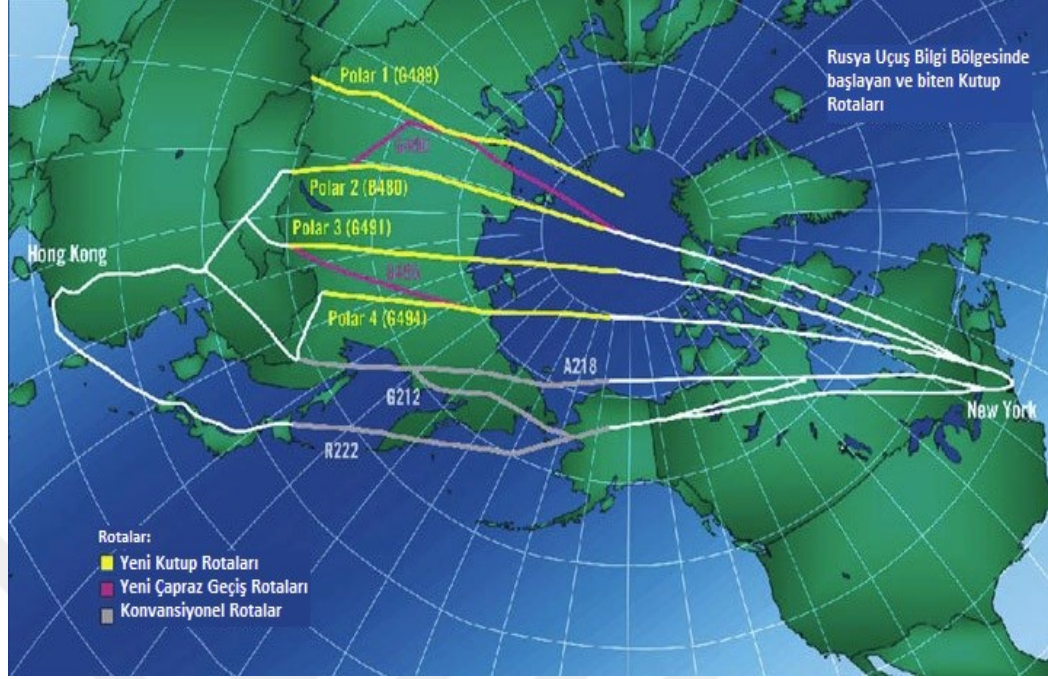 Rusya Uçuş Bilgi Bölgesinde
başlayan ve biten Kutup
Rotaları
Polar 1 (G489)
Polar 2 (B480)
Polar 3 (G491)
Hong Kong
Polar 4 (G494)
A218
G212
New York
R222
Rotalar:
Yeni Kutup Rotaları
Yeni Çapraz Geçiş Rotaları
Konvansiyonel Rotalar